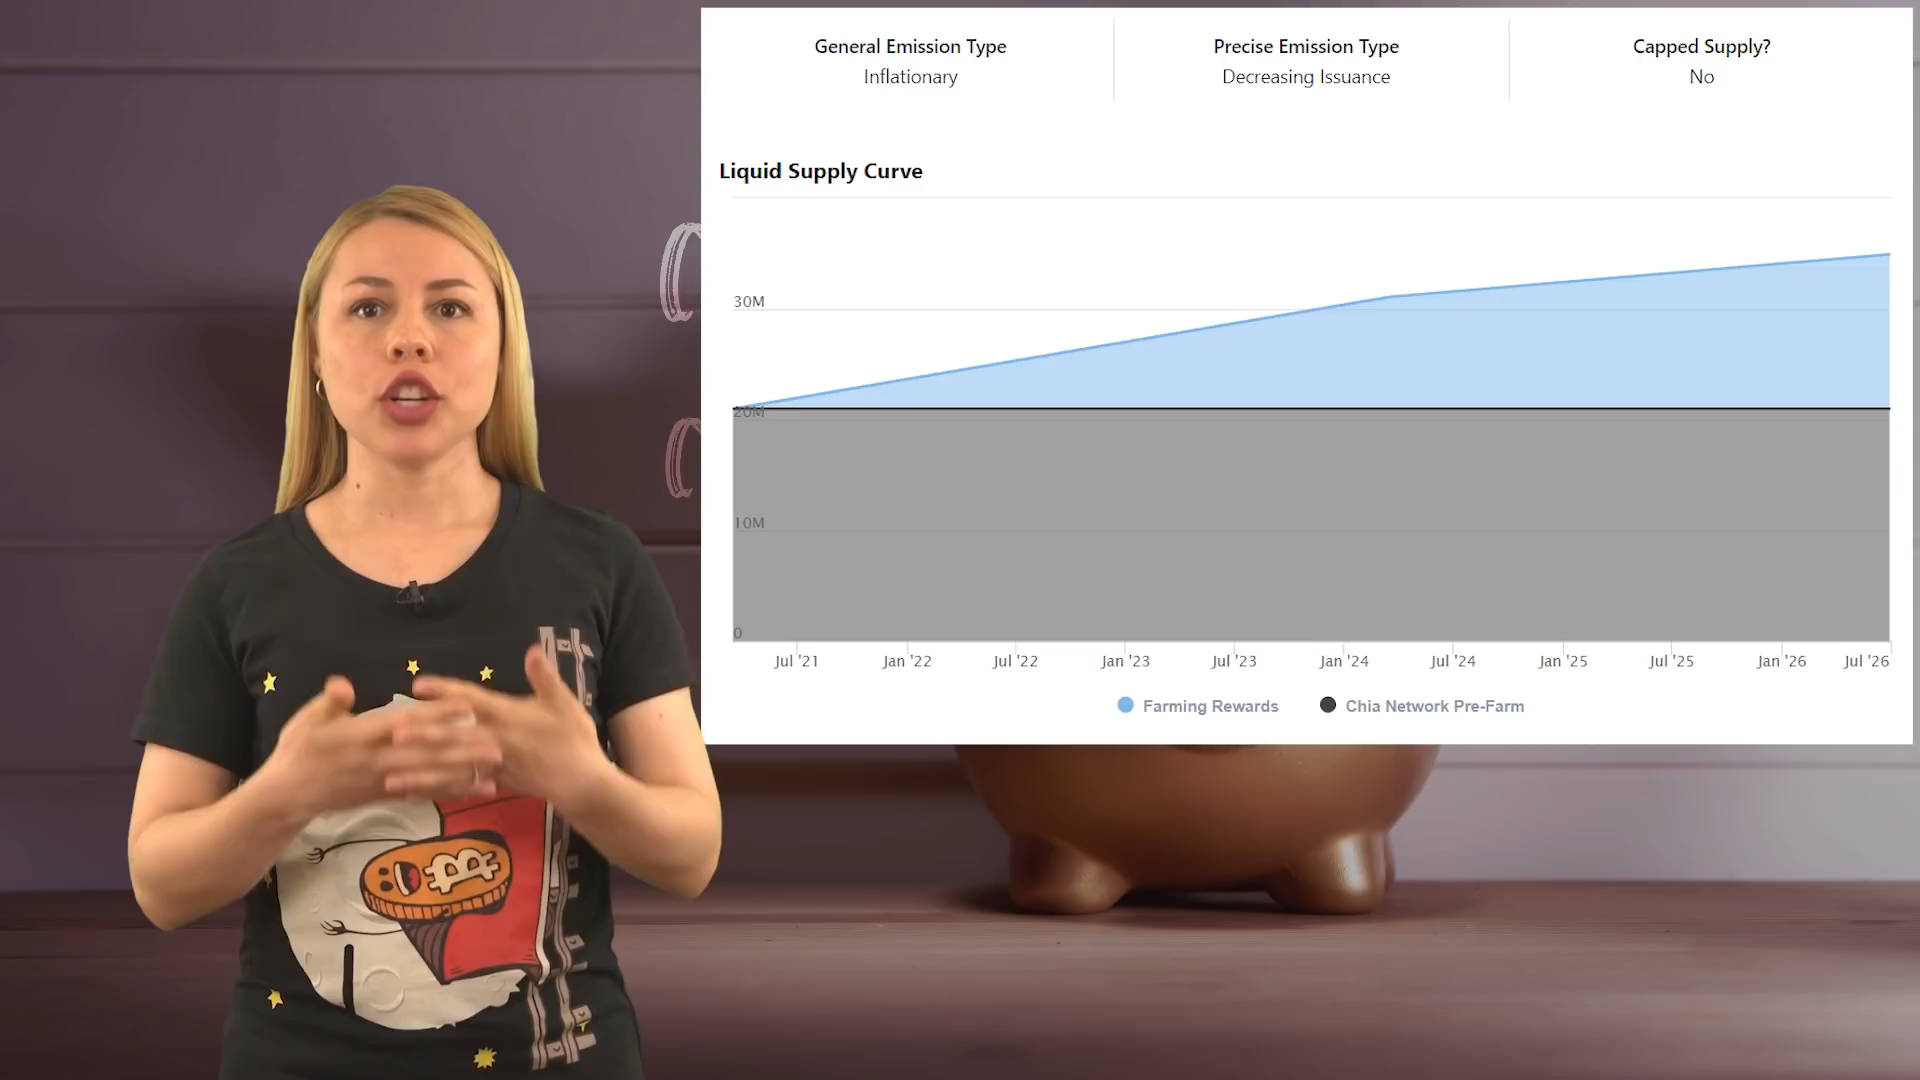 General Emission Type
Inflationary
Precise Emission Type
Decreasing Issuance
Capped Supply?
No
Liquid Supply Curve
30M
20M
10M
0
Jul '21 Jan '22 Jul '22 Jan '23 Jul '23 Jan '24 Jul '24 Jan '25 Jul '25 Jan '26 Jul '26
Farming Rewards Chia Network Pre-Farm
B